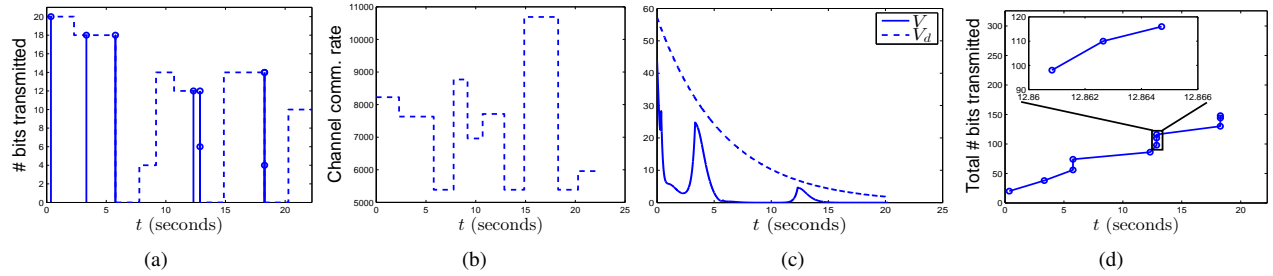 # bits transmitted
20
18
16
14
12
10
8
6
4
2
0
0 5 10 15 20
t (seconds)
(a)
Channel comm. rate
11000
10000
9000
8000
7000
6000
5000
0 5 10 15 20 25
t (seconds)
(b)
60
50
40
30
20
10
0
0 5 10 15 20 25
V
V_d
t (seconds)
(c)
Total # bits transmitted
300
250
200
150
100
50
0
0 5 10 15 20
120
110
100
90
12.86 12.862 12.864 12.866
t (seconds)
(d)